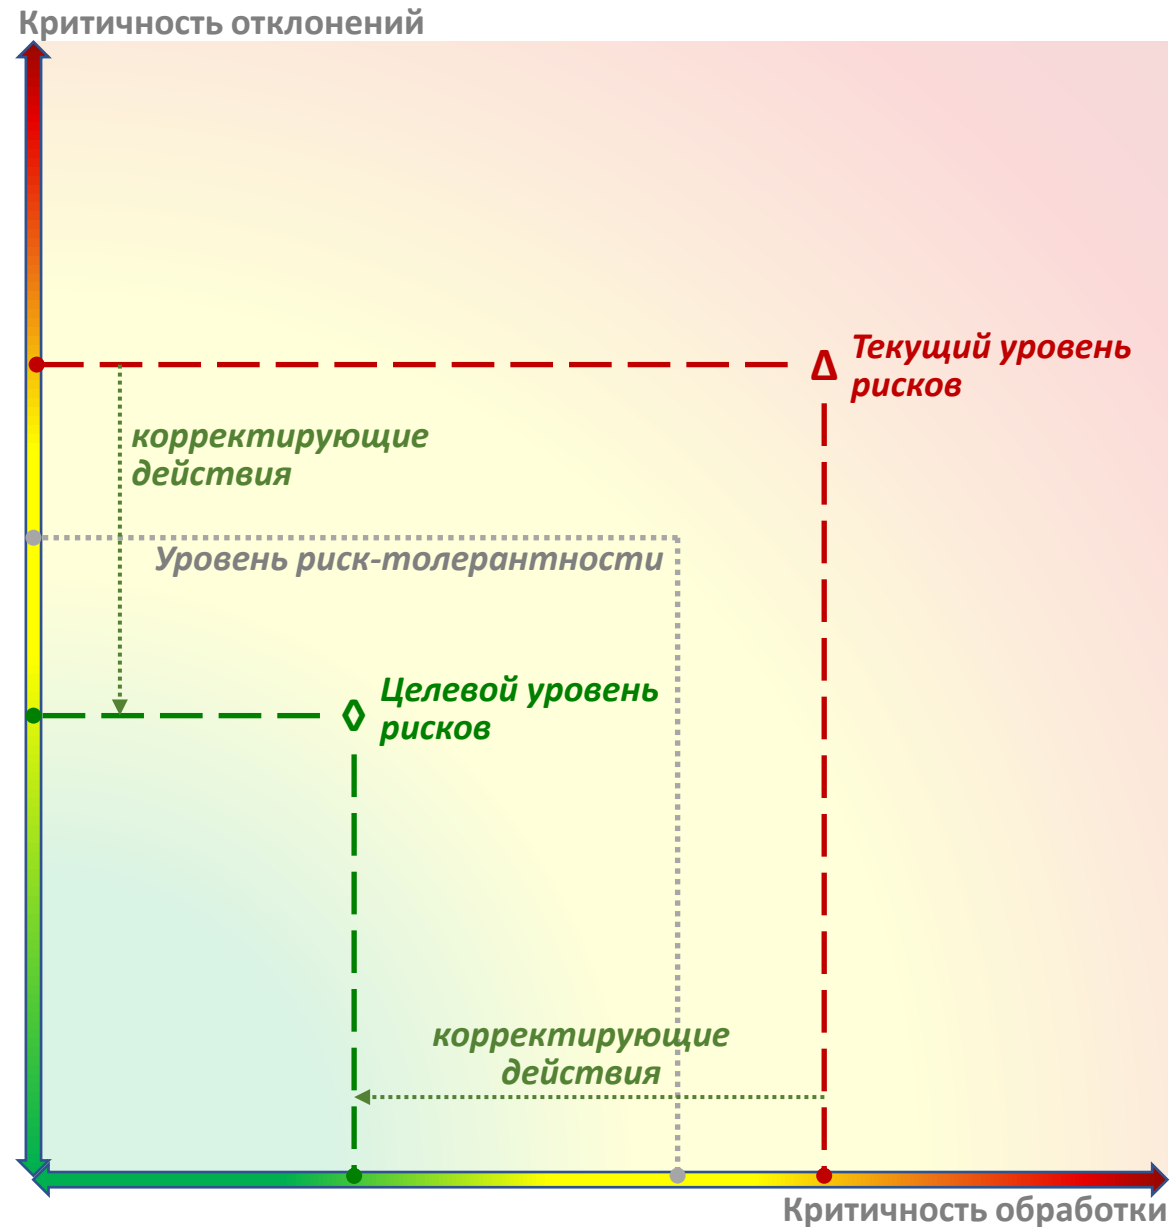 Критичность отклонений
Δ Текущий уровень
рисков
корректирующие
действия
Уровень риск-толерантности
◊ Целевой уровень
рисков
корректирующие
действия
Критичность обработки